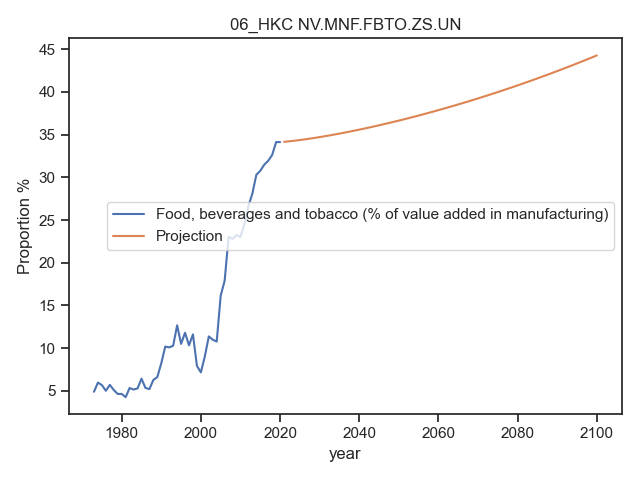 06_HKC NV.MNF.FBTO.ZS.UN
Proportion %
45
40
35
30
25
20
15
10
5
Food, beverages and tobacco (% of value added in manufacturing)
Projection
1980 2000 2020 2040 2060 2080 2100
year